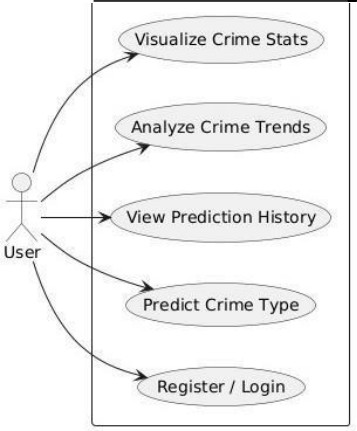 Visualize Crime Stats
Analyze Crime Trends
View Prediction History
User
Predict Crime Type
Register / Login